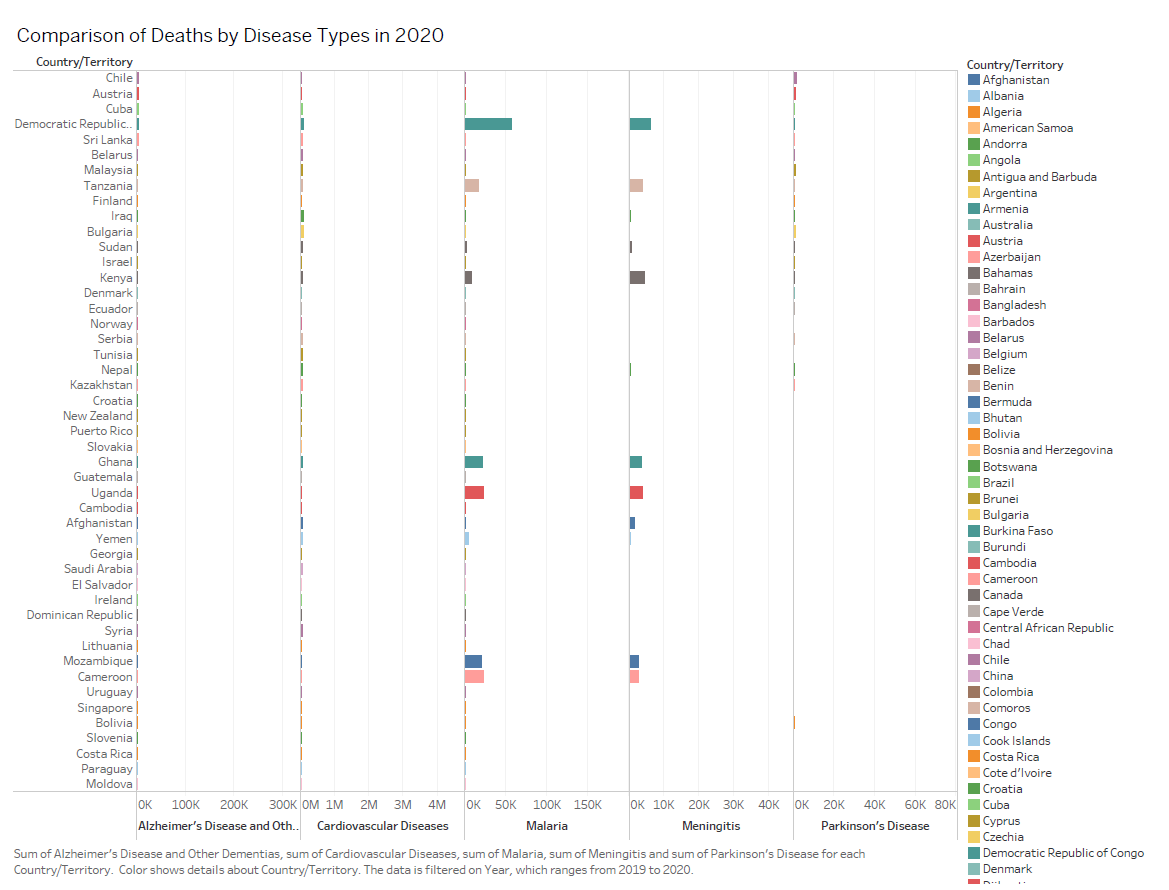 Comparison of Deaths by Disease Types in 2020
Country/Territory
Chile
Austria
Cuba
Democratic Republic..
Sri Lanka
Belarus
Malaysia
Tanzania
Finland
Iraq
Bulgaria
Sudan
Israel
Kenya
Denmark
Ecuador
Norway
Serbia
Tunisia
Nepal
Kazakhstan
Croatia
New Zealand
Puerto Rico
Slovakia
Ghana
Guatemala
Uganda
Cambodia
Afghanistan
Yemen
Georgia
Saudi Arabia
El Salvador
Ireland
Dominican Republic
Syria
Lithuania
Mozambique
Cameroon
Uruguay
Singapore
Bolivia
Slovenia
Costa Rica
Paraguay
Moldova
0K 100K 200K 300K 0M 1M 2M 3M 4M 0K 50K 100K 150K 0K 10K 20K 30K 40K 0K 20K 40K 60K 80K
Alzheimer's Disease and Oth.. Cardiovascular Diseases Malaria Meningitis Parkinson's Disease
Sum of Alzheimer's Disease and Other Dementias, sum of Cardiovascular Diseases, sum of Malaria, sum of Meningitis and sum of Parkinson's Disease for each
Country/Territory. Color shows details about Country/Territory. The data is filtered on Year, which ranges from 2019 to 2020.
Country/Territory
Afghanistan
Albania
Algeria
American Samoa
Andorra
Angola
Antigua and Barbuda
Argentina
Armenia
Australia
Austria
Azerbaijan
Bahamas
Bahrain
Bangladesh
Barbados
Belarus
Belgium
Belize
Benin
Bermuda
Bhutan
Bolivia
Bosnia and Herzegovina
Botswana
Brazil
Brunei
Bulgaria
Burkina Faso
Burundi
Cambodia
Cameroon
Canada
Cape Verde
Central African Republic
Chad
Chile
China
Colombia
Comoros
Congo
Cook Islands
Costa Rica
Cote d'Ivoire
Croatia
Cuba
Cyprus
Czechia
Democratic Republic of Congo
Denmark